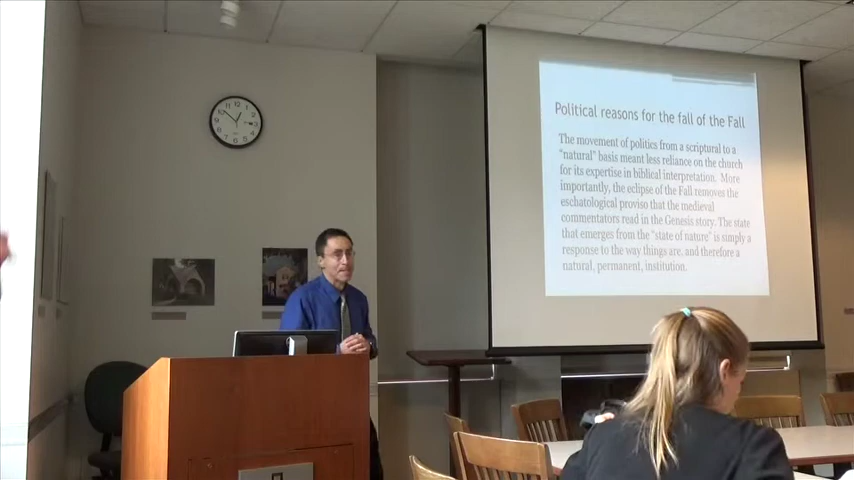 Political reasons for the fall of the Fall
The movement of politics from a scriptural to a
"natural" basis meant less reliance on the church
for its expertise in biblical interpretation. More
importantly, the eclipse of the Fall removes the
eschatological proviso that the medieval
commentators read in the Genesis story. The state
that emerges from the "state of nature" is simply a
response to the way things are, and therefore a
natural, permanent, institution.